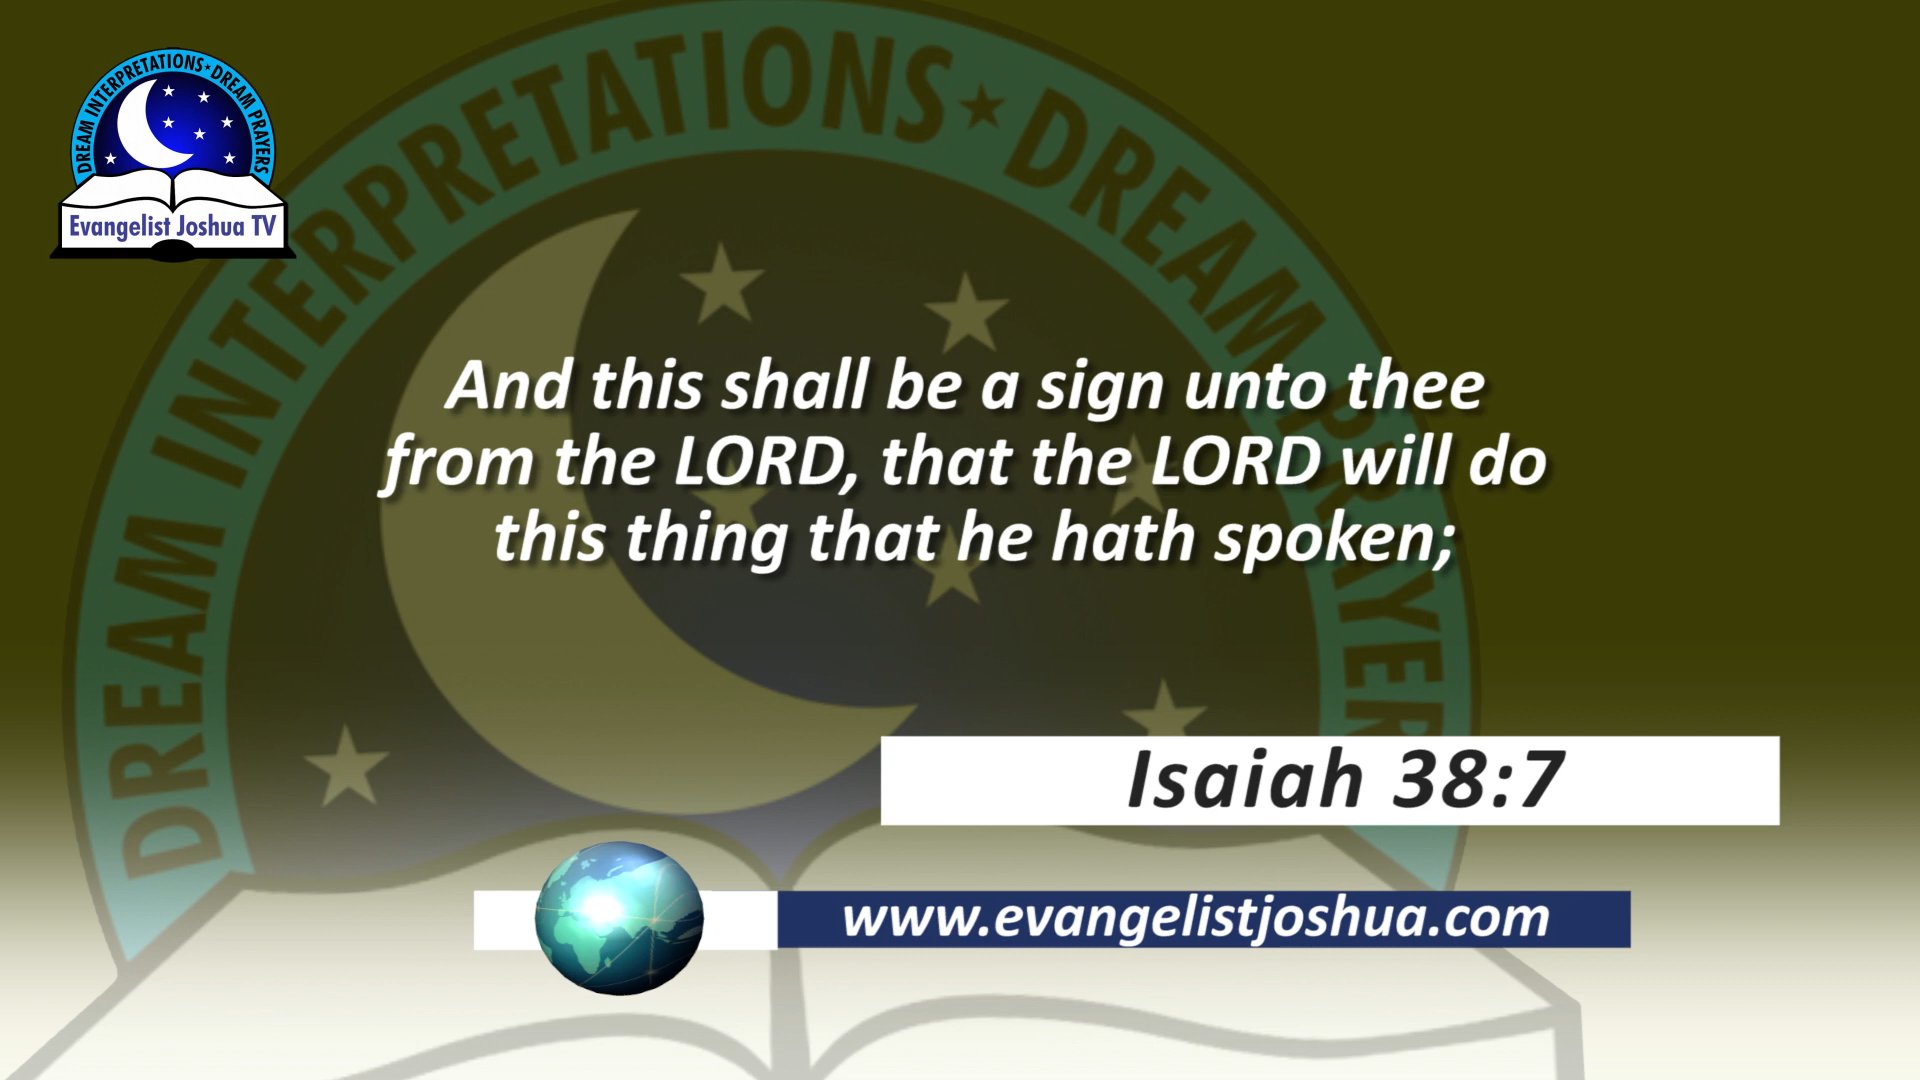 DREAM INTERPRETATIONS★DREAM PRAYERS
Evangelist Joshua TV
DREAM INTERPRETATIONS★DREAM PRAYER
And this shall be a sign unto thee
from the LORD, that the LORD will do
this thing that he hath spoken;
Isaiah 38:7
www.evangelistjoshua.com